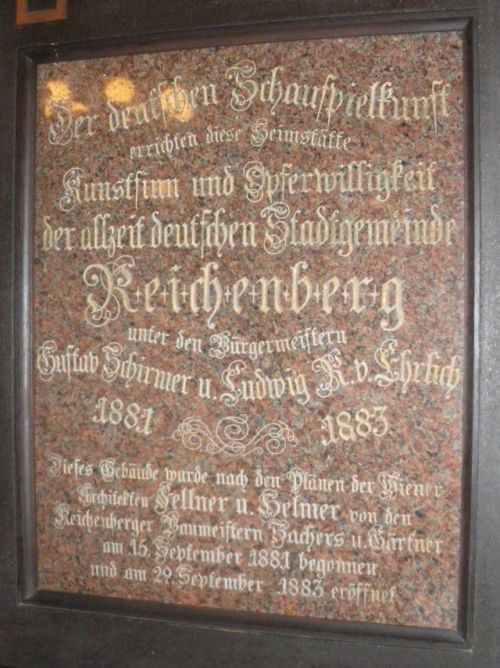 Der deutschen Schauspielkunst
errichten diese Heimstätte
Kunstsinn und Opferwilligkeit
der allzeit deutschen Stadtgemeinde
R·e·i·ch·e·n·b·e·r·g
unter den Bürgermeistern
Gustav Schirmer u. Ludwig R. v. Ehrlich
1881 1883
Dieses Gebäude wurde nach den Plänen der Wiener
Architekten Fellner u. Helmer von den
Reichenberger Baumeistern Sachers u. Gärtner
am 15. September 1881 begonnen
und am 29 September 1883 eröffnet